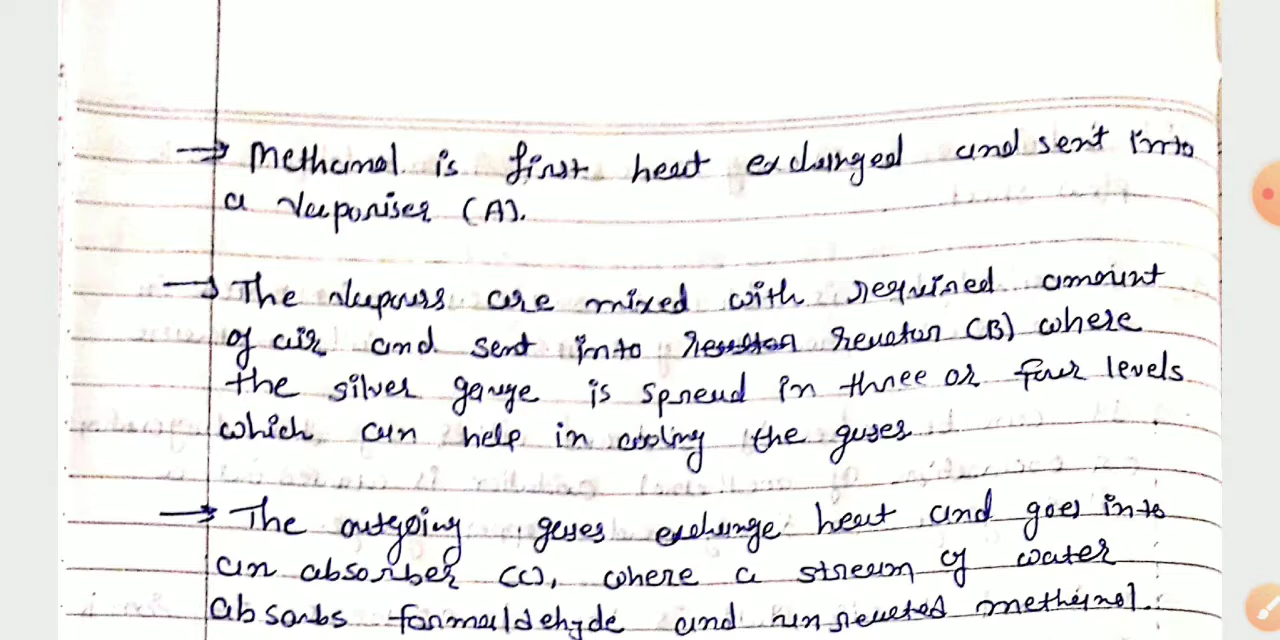 → Methanol is first heat exchanged and sent into
a vaporiser (A).
→ The vapours are mixed with required amount
of air and sent into reactor (B) where
the silver gauge is spread in three or four levels
which can help in cooling the gases
→ The outgoing gases exchange heat and goes into
an absorber (C), where a stream of water
absorbs formaldehyde and unreacted methanol.